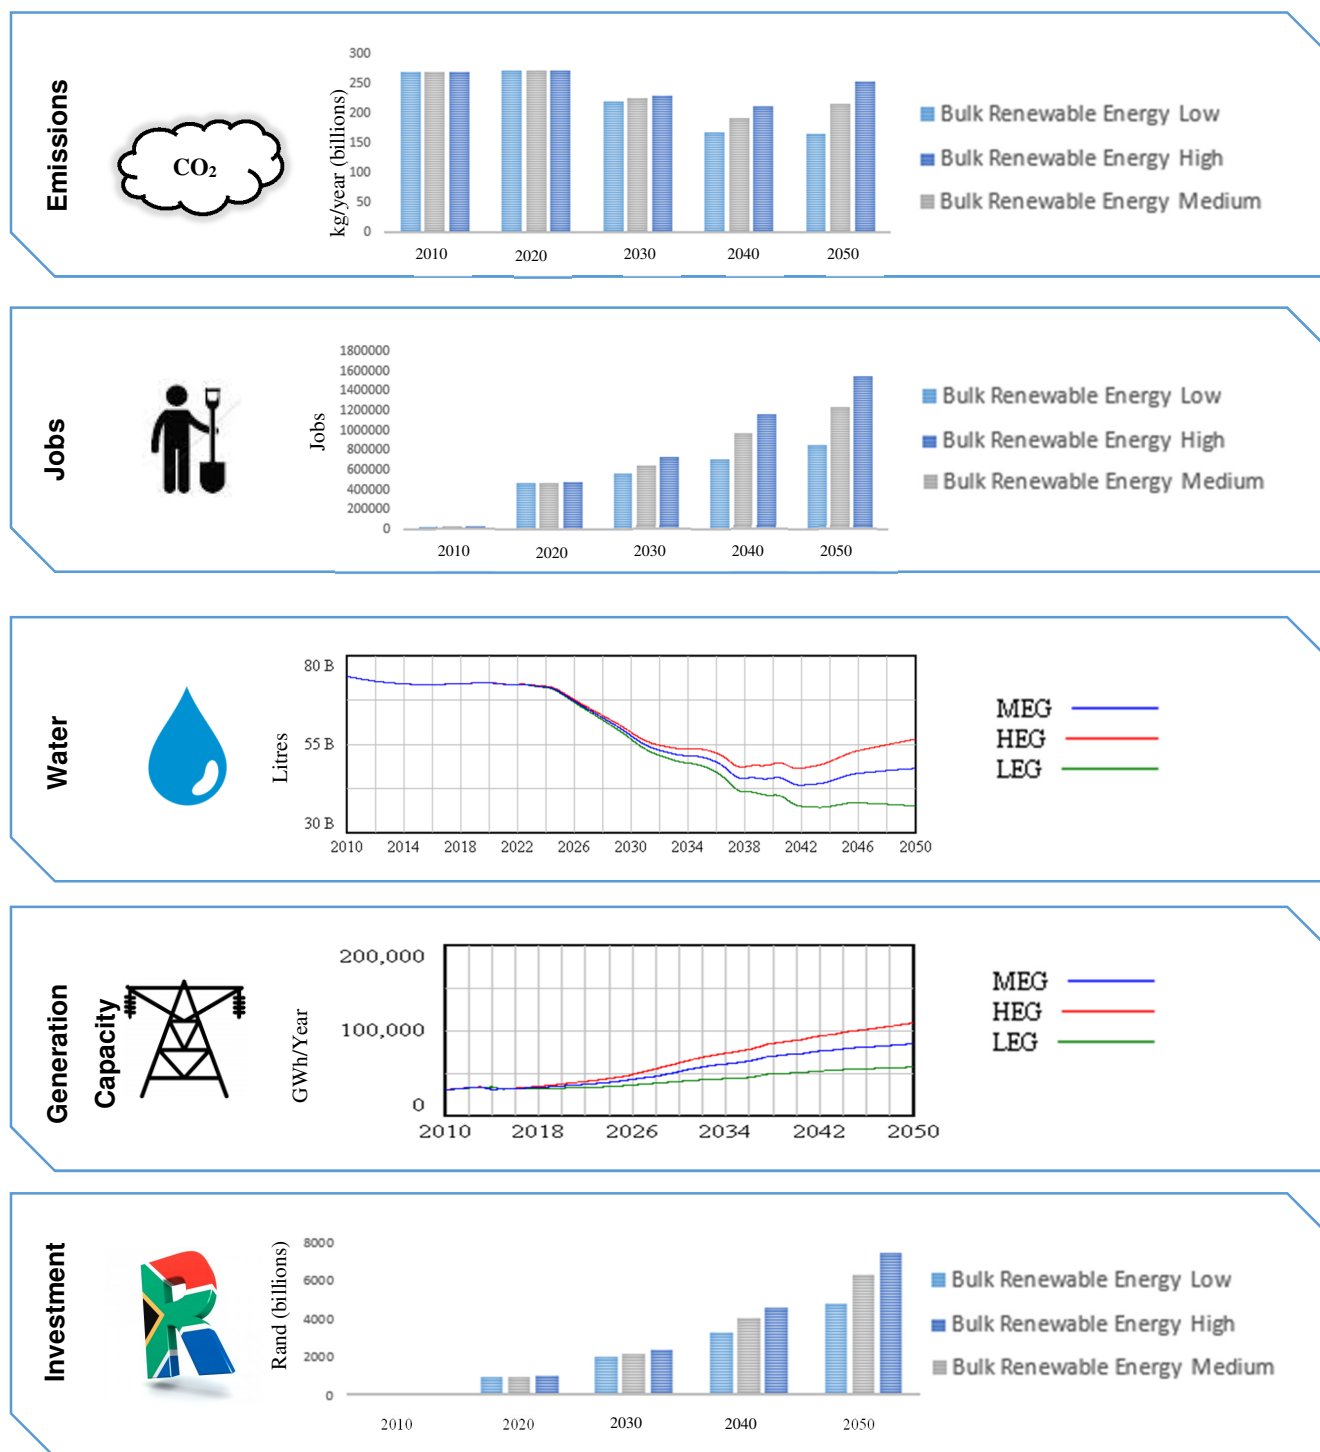 Emissions
CO2
kg/year (billions)
300
250
200
150
100
50
0
2010 2020 2030 2040 2050
Bulk Renewable Energy Low
Bulk Renewable Energy High
Bulk Renewable Energy Medium
Jobs
Jobs
1800000
1600000
1400000
1200000
1000000
800000
600000
400000
200000
0
2010 2020 2030 2040 2050
Bulk Renewable Energy Low
Bulk Renewable Energy High
Bulk Renewable Energy Medium
Water
Litres
80 B
55 B
30 B
2010 2014 2018 2022 2026 2030 2034 2038 2042 2046 2050
MEG
HEG
LEG
Generation
Capacity
GWh/Year
200,000
100,000
0
2010 2018 2026 2034 2042 2050
MEG
HEG
LEG
Investment
R
Rand (billions)
8000
6000
4000
2000
0
2010 2020 2030 2040 2050
Bulk Renewable Energy Low
Bulk Renewable Energy High
Bulk Renewable Energy Medium